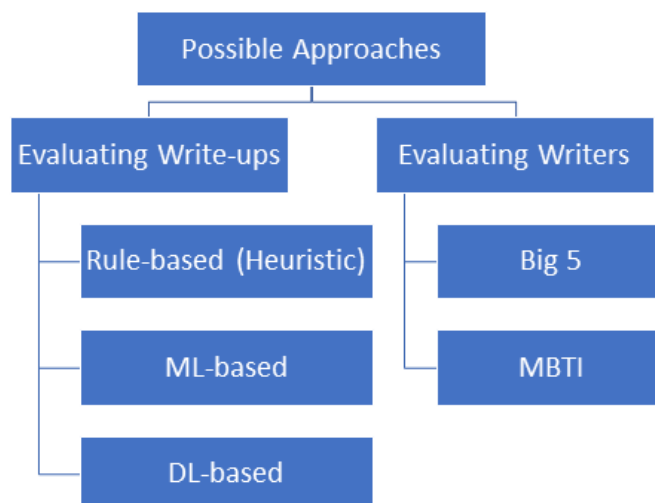 Possible Approaches
Evaluating Write-ups
Evaluating Writers
Rule-based (Heuristic)
Big 5
ML-based
MBTI
DL-based